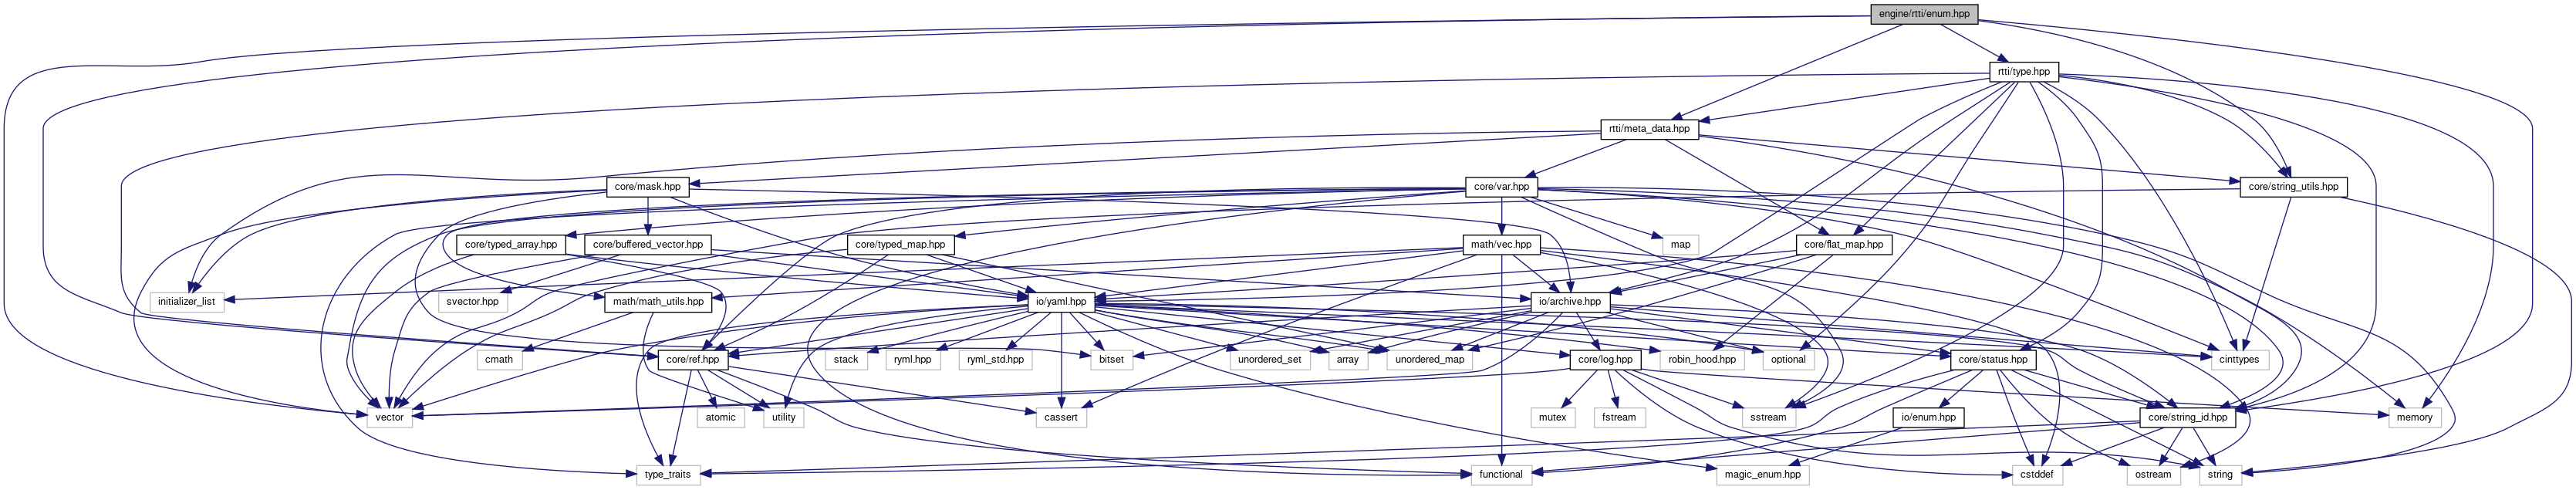 engine/rtti/enum.hpp
rtti/type.hpp
rtti/meta_data.hpp
core/mask.hpp
core/var.hpp
core/string_utils.hpp
core/typed_array.hpp
core/buffered_vector.hpp
core/typed_map.hpp
math/vec.hpp
map
core/flat_map.hpp
initializer_list
svector.hpp
math/math_utils.hpp
io/yaml.hpp
io/archive.hpp
cmath
core/ref.hpp
stack
ryml.hpp
ryml_std.hpp
bitset
unordered_set
array
unordered_map
core/log.hpp
robin_hood.hpp
optional
core/status.hpp
cinttypes
vector
atomic
utility
cassert
mutex
fstream
sstream
io/enum.hpp
core/string_id.hpp
memory
type_traits
functional
magic_enum.hpp
cstddef
ostream
string